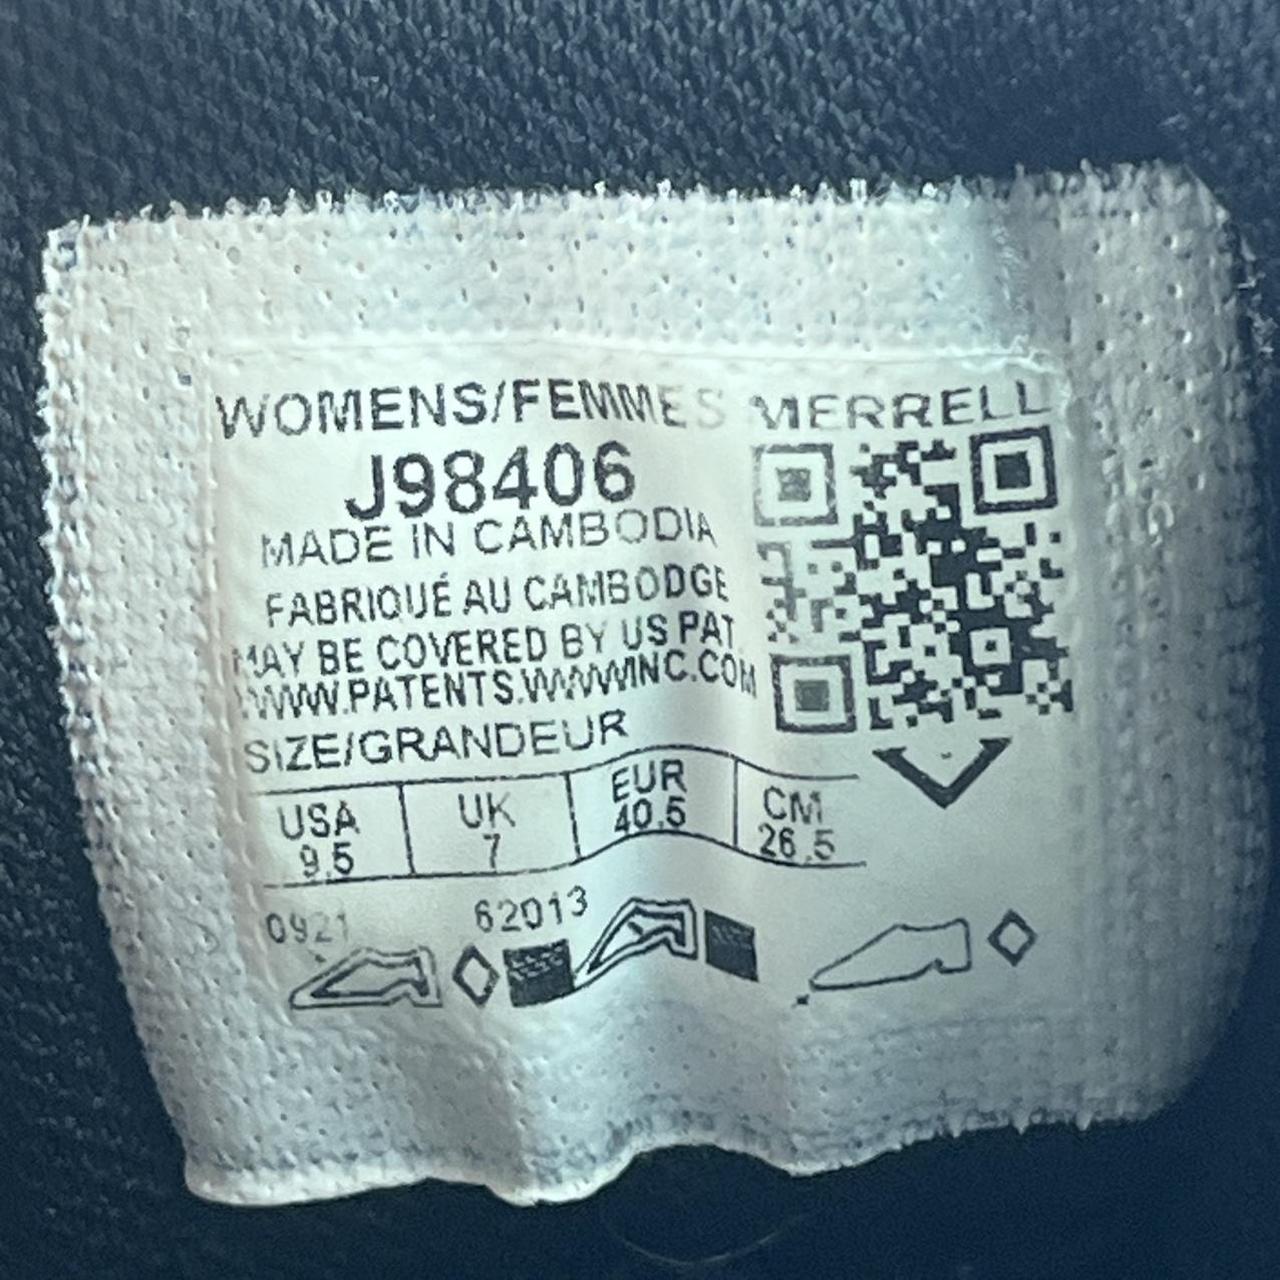 WOMENS/FEMMES MERRELL
J98406
MADE IN CAMBODIA
FABRIQUÉ AU CAMBODGE
MAY BE COVERED BY US PAT.
WWW.PATENTS.WWWINC.COM
SIZE/GRANDEUR
USA UK EUR CM
9.5 7 40.5 26.5
0921 62013